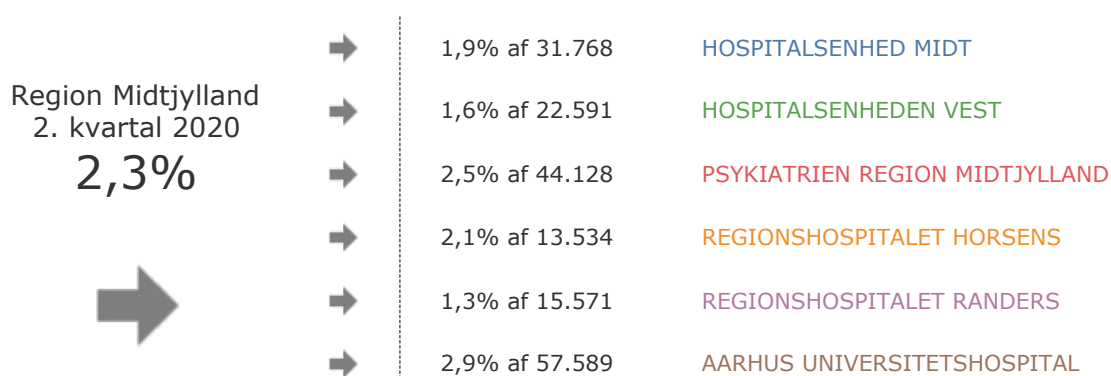 Region Midtjylland
2. kvartal 2020
2,3%
1,9% af 31.768 HOSPITALSENHED MIDT
1,6% af 22.591 HOSPITALSENHEDEN VEST
2,5% af 44.128 PSYKIATRIEN REGION MIDTJYLLAND
2,1% af 13.534 REGIONSHOSPITALET HORSENS
1,3% af 15.571 REGIONSHOSPITALET RANDERS
2,9% af 57.589 AARHUS UNIVERSITETSHOSPITAL